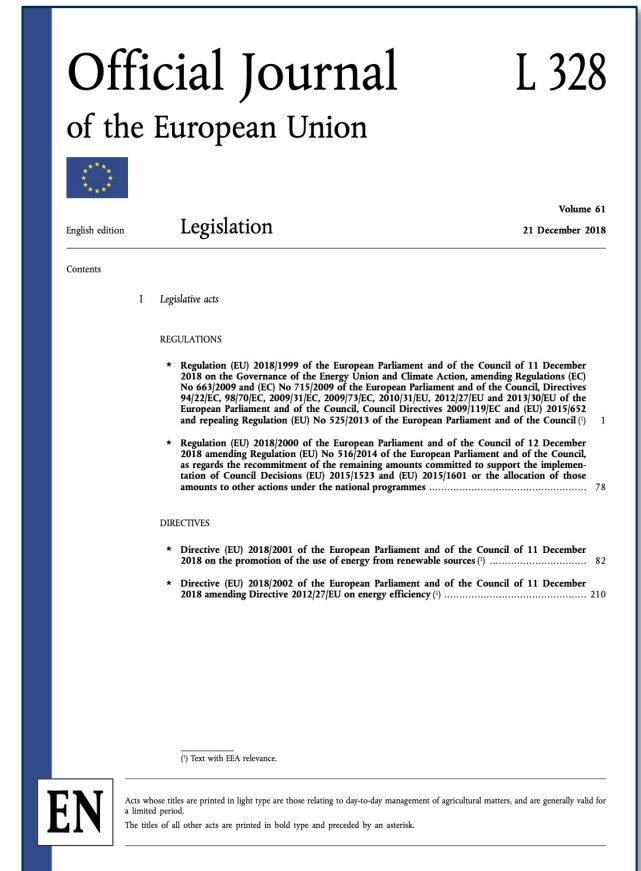 Official Journal
L 328
of the European Union
Volume 61
English edition
Legislation
21 December 2018
Contents
I Legislative acts
REGULATIONS
★ Regulation (EU) 2018/1999 of the European Parliament and of the Council of 11 December
2018 on the Governance of the Energy Union and Climate Action, amending Regulations (EC)
No 663/2009 and (EC) No 715/2009 of the European Parliament and of the Council, Directives
94/22/EC, 98/70/EC, 2009/31/EC, 2009/73/EC, 2010/31/EU, 2012/27/EU and 2013/30/EU of the
European Parliament and of the Council, Council Directives 2009/119/EC and (EU) 2015/652
and repealing Regulation (EU) No 525/2013 of the European Parliament and of the Council (¹) 1
★ Regulation (EU) 2018/2000 of the European Parliament and of the Council of 12 December
2018 amending Regulation (EU) No 516/2014 of the European Parliament and of the Council,
as regards the recommitment of the remaining amounts committed to support the implemen-
tation of Council Decisions (EU) 2015/1523 and (EU) 2015/1601 or the allocation of those
amounts to other actions under the national programmes .................................................... 78
DIRECTIVES
★ Directive (EU) 2018/2001 of the European Parliament and of the Council of 11 December
2018 on the promotion of the use of energy from renewable sources (¹) ................................ 82
★ Directive (EU) 2018/2002 of the European Parliament and of the Council of 11 December
2018 amending Directive 2012/27/EU on energy efficiency (¹) ............................................... 210
(¹) Text with EEA relevance.
EN
Acts whose titles are printed in light type are those relating to day-to-day management of agricultural matters, and are generally valid for
a limited period.
The titles of all other acts are printed in bold type and preceded by an asterisk.